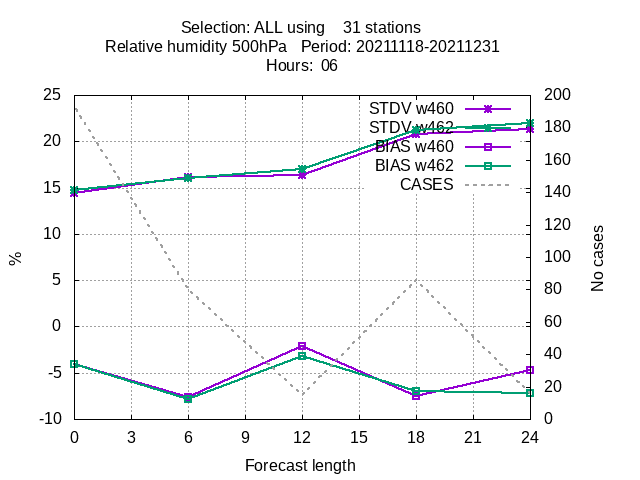 Selection: ALL using    31 stations
Relative humidity 500hPa   Period: 20211118-20211231
Hours:  06
25
20
15
10
5
0
-5
-10
%
STDV w460
STDV w462
BIAS w460
BIAS w462
CASES
200
180
160
140
120
100
80
60
40
20
0
No cases
0 3 6 9 12 15 18 21 24
Forecast length